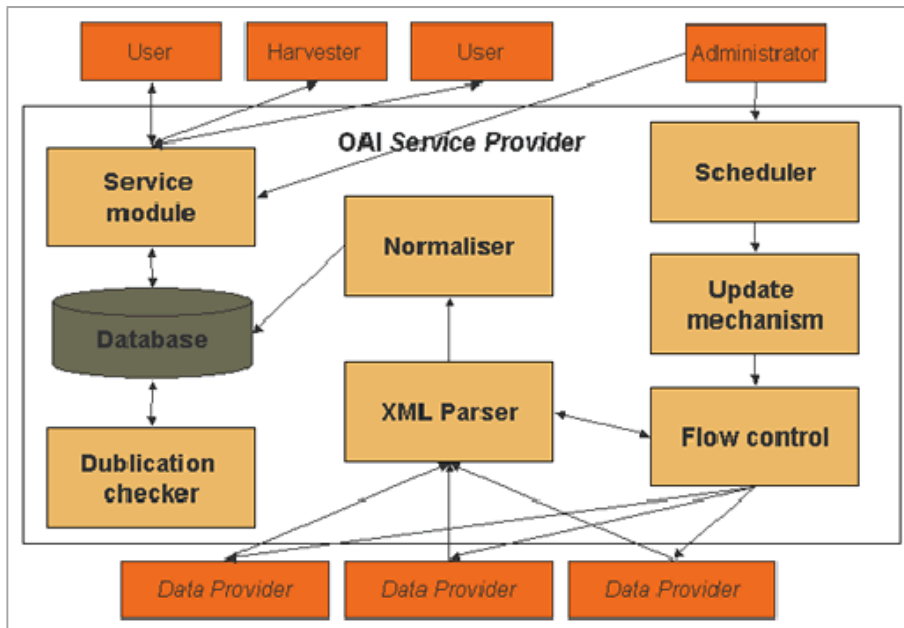 User
Harvester
User
Administrator
OAI Service Provider
Service
module
Scheduler
Normaliser
Update
mechanism
Database
XML Parser
Flow control
Dublication
checker
Data Provider
Data Provider
Data Provider